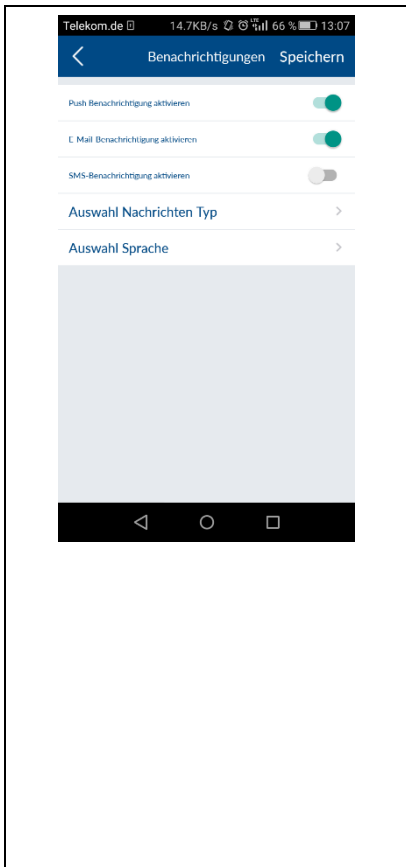 Telekom.de 14.7KB/s LTE 66 % 13:07
Benachrichtigungen Speichern
Push Benachrichtigung aktivieren
E Mail Benachrichtigung aktivieren
SMS-Benachrichtigung aktivieren
Auswahl Nachrichten Typ
Auswahl Sprache